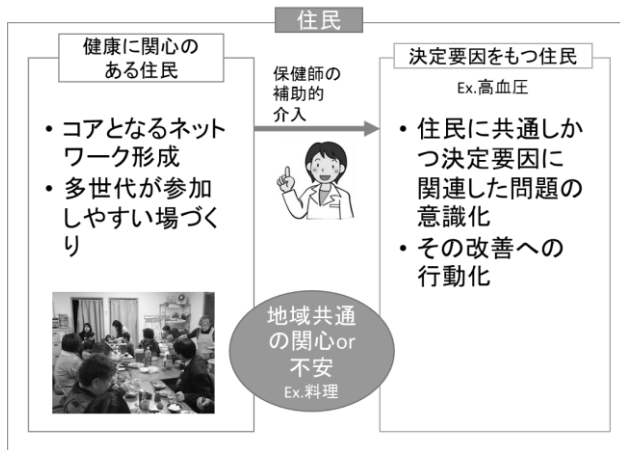 住民
健康に関心の
ある住民
・コアとなるネット
ワーク形成
・多世代が参加
しやすい場づく
り
保健師の
補助的
介入
地域共通
の関心or
不安
Ex.料理
決定要因をもつ住民
Ex.高血圧
・住民に共通しか
つ決定要因に
関連した問題の
意識化
・その改善への
行動化